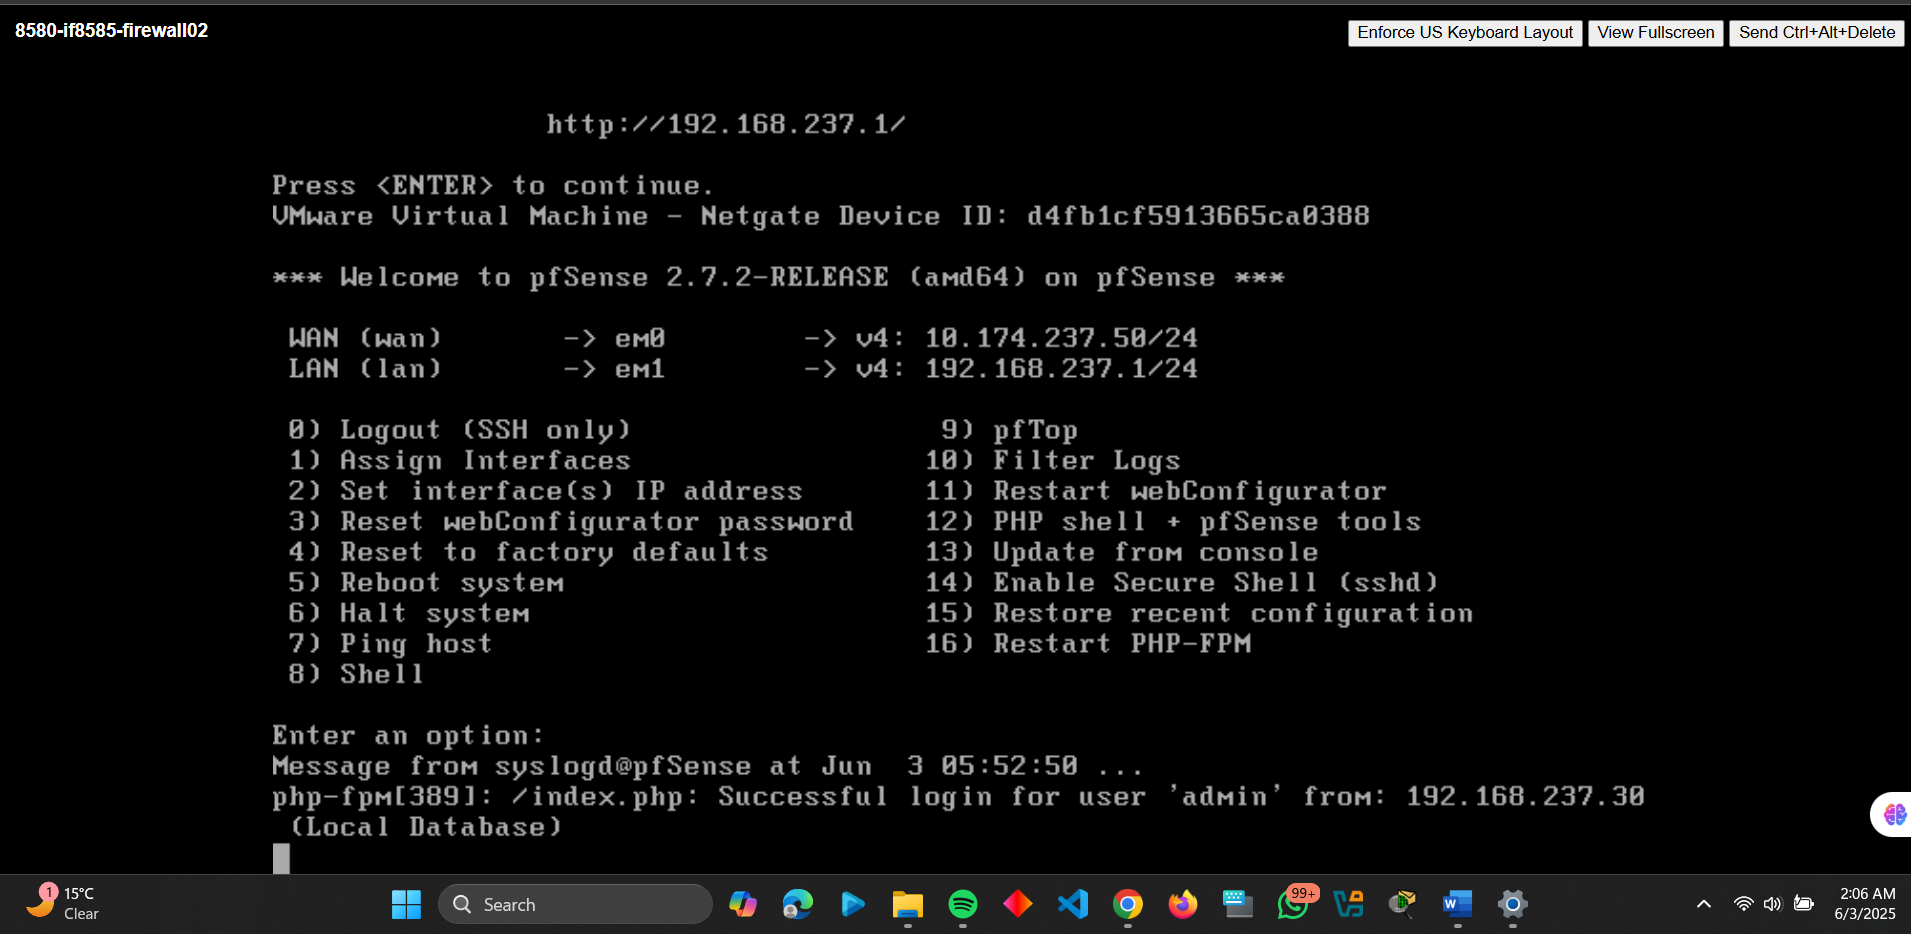 8580-if8585-firewall02
Enforce US Keyboard Layout View Fullscreen Send Ctrl+Alt+Delete
http://192.168.237.1/
Press <ENTER> to continue.
VMware Virtual Machine - Netgate Device ID: d4fb1cf5913665ca0388
*** Welcome to pfSense 2.7.2-RELEASE (amd64) on pfSense ***
WAN (wan) -> em0 -> v4: 10.174.237.50/24
LAN (lan) -> em1 -> v4: 192.168.237.1/24
0) Logout (SSH only) 9) pfTop
1) Assign Interfaces 10) Filter Logs
2) Set interface(s) IP address 11) Restart webConfigurator
3) Reset webConfigurator password 12) PHP shell + pfSense tools
4) Reset to factory defaults 13) Update from console
5) Reboot system 14) Enable Secure Shell (sshd)
6) Halt system 15) Restore recent configuration
7) Ping host 16) Restart PHP-FPM
8) Shell
Enter an option:
Message from syslogd@pfSense at Jun 3 05:52:50 ...
php-fpm[389]: /index.php: Successful login for user 'admin' from: 192.168.237.30
(Local Database)
1 15°C
Clear
Search
99+
2:06 AM
6/3/2025